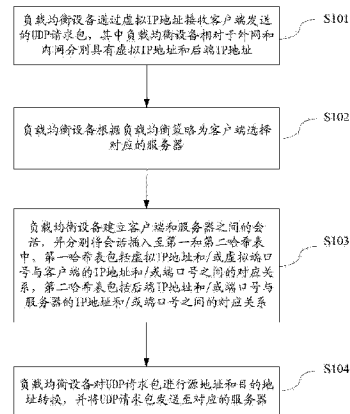 负载均衡设备通过虚拟IP地址接收客户端发送
的UDP请求包，其中负载均衡设备相对于外网和
内网分别具有虚拟IP地址和后端IP地址
S101
负载均衡设备根据负载均衡策略为客户端选择
对应的服务器
S102
负载均衡设备建立客户端和服务器之间的会
话，并分别将会话插入至第一和第二哈希表
中，第一哈希表包括虚拟IP地址和/或虚拟端口
号与客户端的IP地址和/或端口号之间的对应关
系，第二哈希表包括后端IP地址和/或端口号与
服务器的IP地址和/或端口号之间的对应关系
S103
负载均衡设备对UDP请求包进行源地址和目的地
址转换，并将UDP请求包发送至对应的服务器
S104